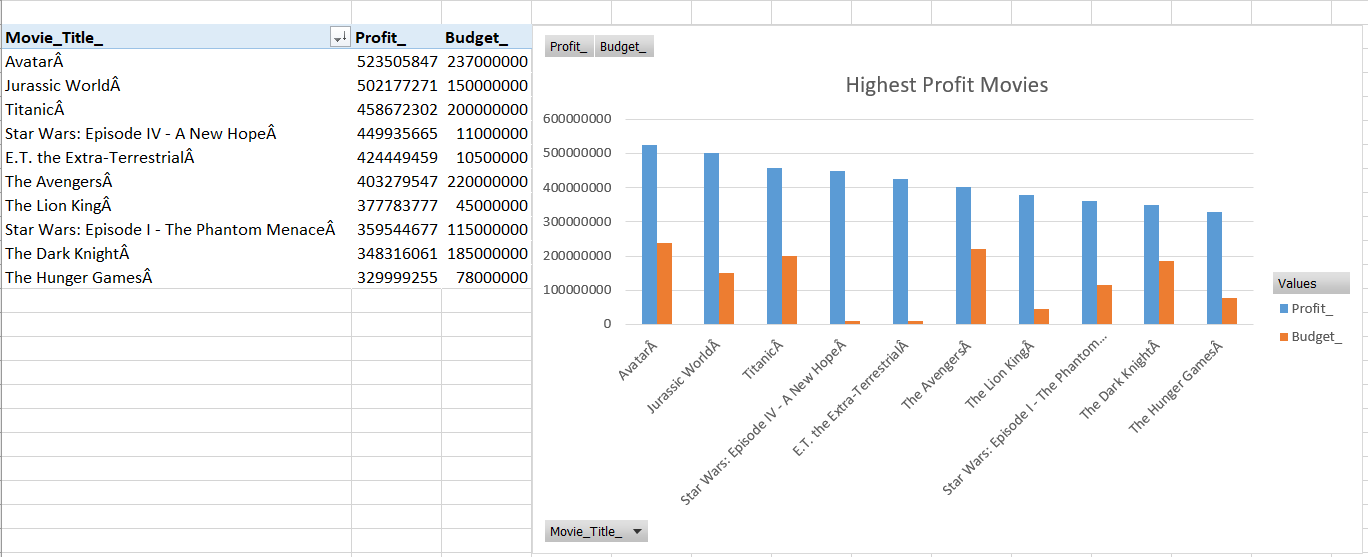 Movie_Title_ Profit_ Budget_
AvatarÂ 523505847 237000000
Jurassic WorldÂ 502177271 150000000
TitanicÂ 458672302 200000000
Star Wars: Episode IV - A New HopeÂ 449935665 11000000
E.T. the Extra-TerrestrialÂ 424449459 10500000
The AvengersÂ 403279547 220000000
The Lion KingÂ 377783777 45000000
Star Wars: Episode I - The Phantom MenaceÂ 359544677 115000000
The Dark KnightÂ 348316061 185000000
The Hunger GamesÂ 329999255 78000000
Profit_ Budget_
Highest Profit Movies
600000000
500000000
400000000
300000000
200000000
100000000
0
AvatarÂ
Jurassic WorldÂ
TitanicÂ
Star Wars: Episode IV - A New HopeÂ
E.T. the Extra-TerrestrialÂ
The AvengersÂ
The Lion KingÂ
Star Wars: Episode I - The Phantom...
The Dark KnightÂ
The Hunger GamesÂ
Values
Profit_
Budget_
Movie_Title_